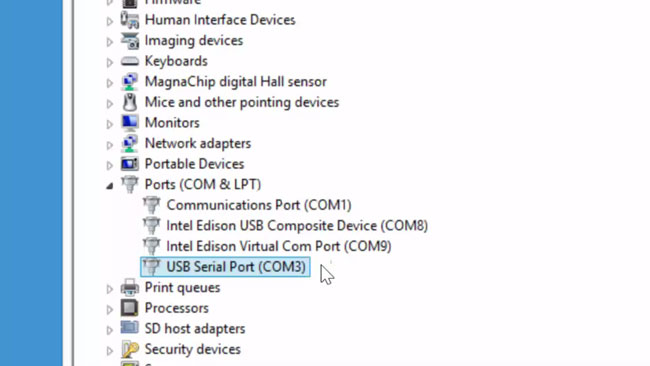 Firmware
Human Interface Devices
Imaging devices
Keyboards
MagnaChip digital Hall sensor
Mice and other pointing devices
Monitors
Network adapters
Portable Devices
Ports (COM & LPT)
Communications Port (COM1)
Intel Edison USB Composite Device (COM8)
Intel Edison Virtual Com Port (COM9)
USB Serial Port (COM3)
Print queues
Processors
SD host adapters
Security devices